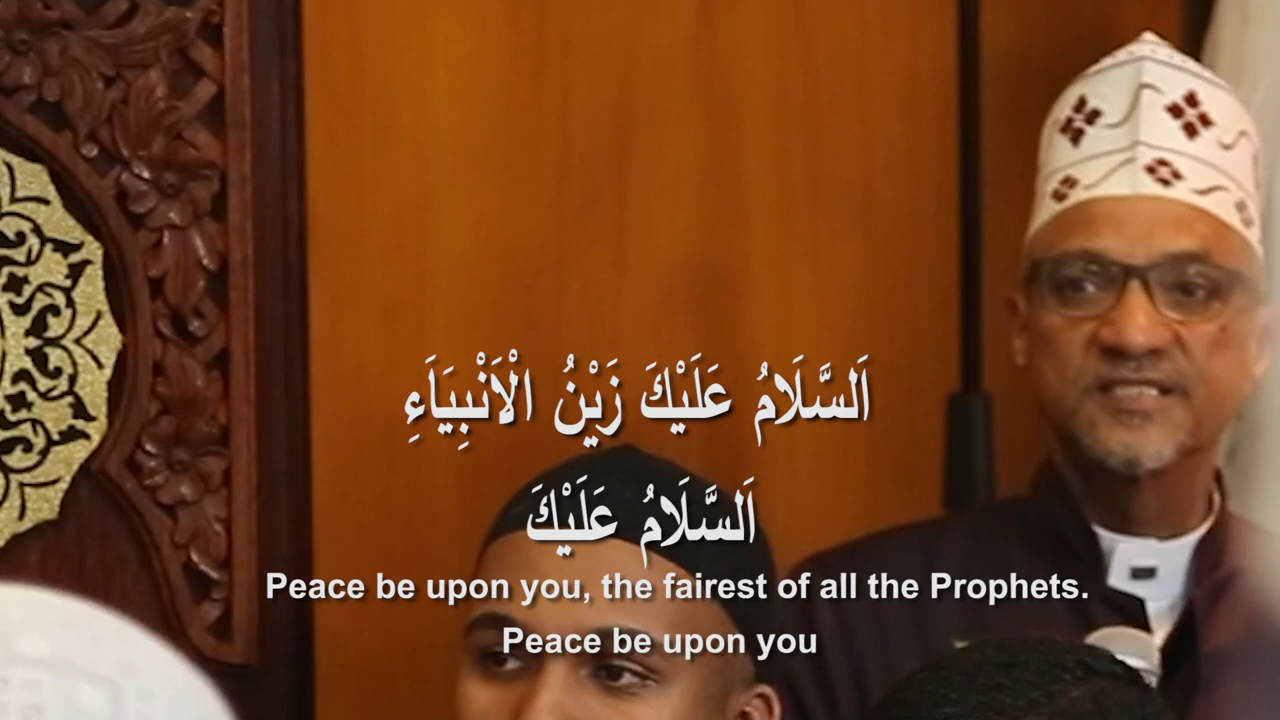 اَلسَّلَامُ عَلَيْكَ زَيْنُ الْاَنْبِيَاَءِ
اَلسَّلَامُ عَلَيْكَ
Peace be upon you, the fairest of all the Prophets.
Peace be upon you